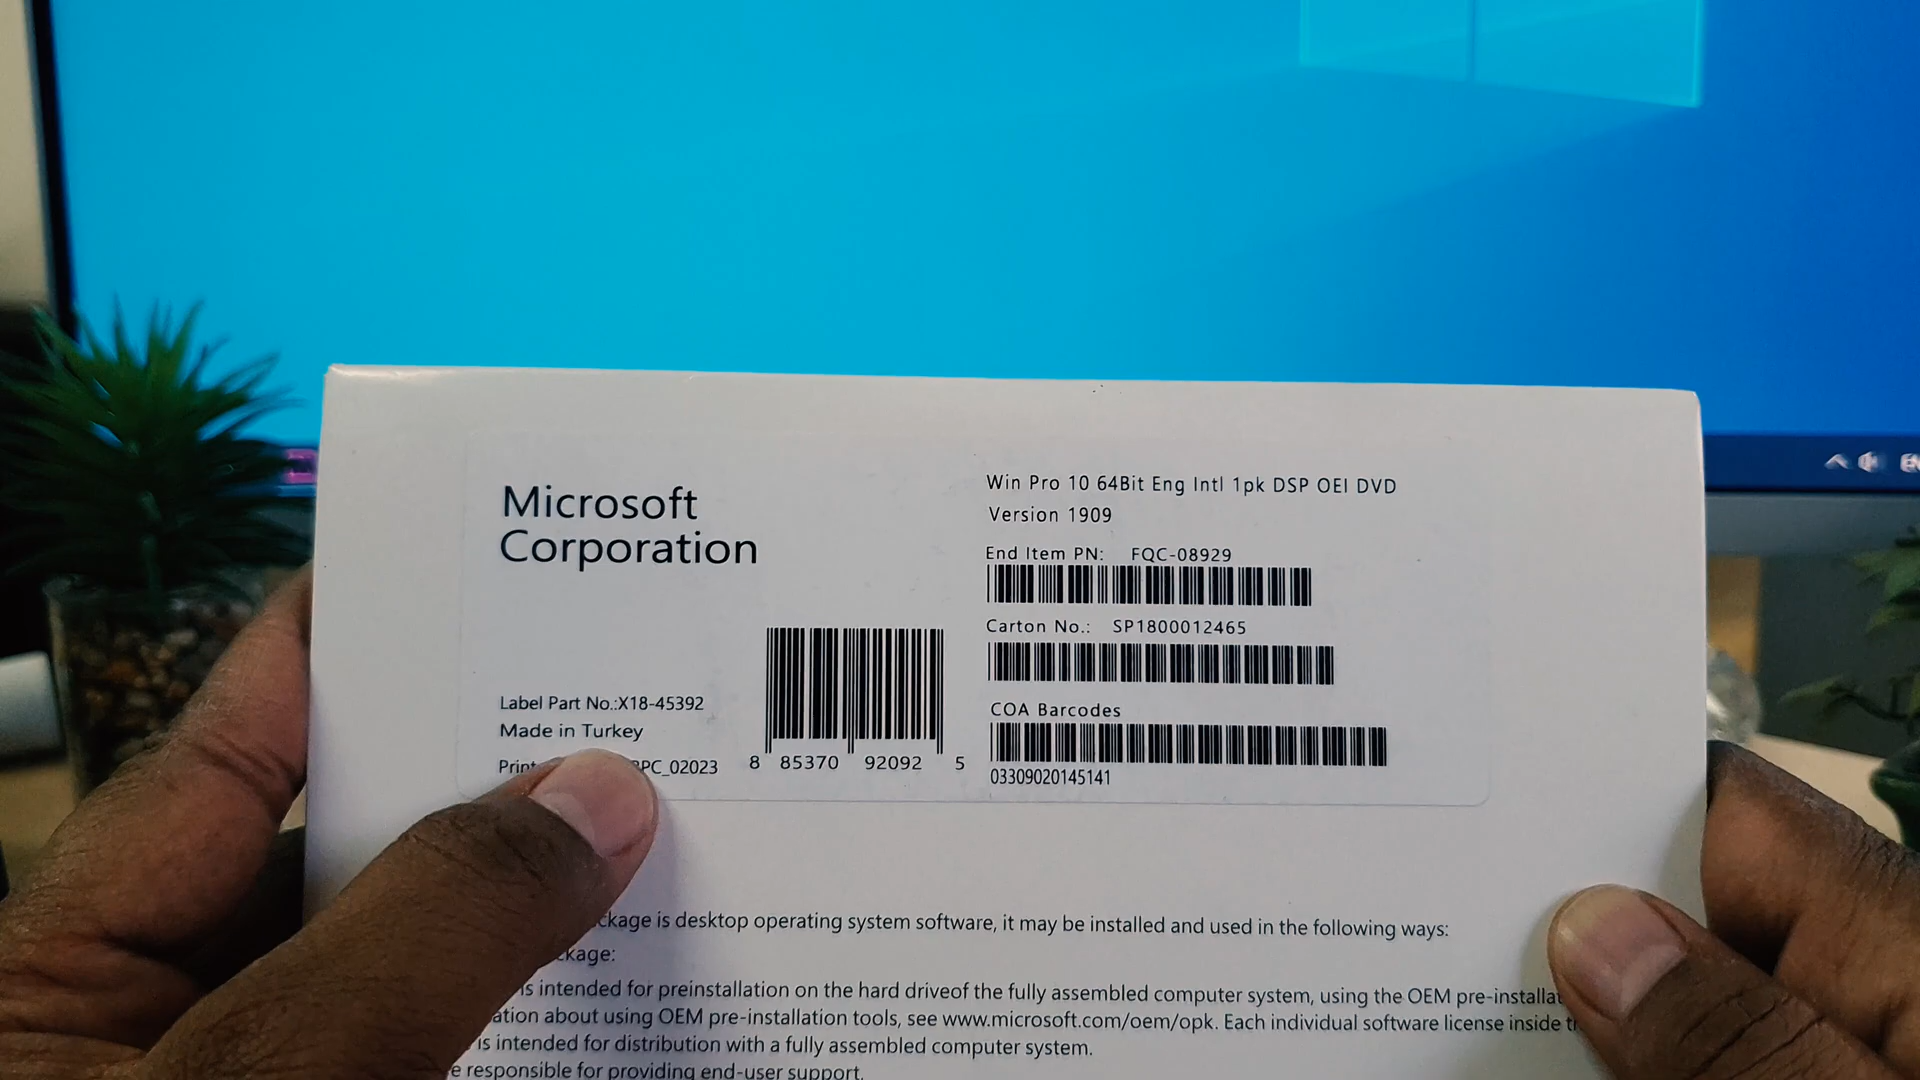 Microsoft
Corporation
Label Part No.:X18-45392
Made in Turkey
PC_02023
8 85370 92092 5
Win Pro 10 64Bit Eng Intl 1pk DSP OEI DVD
Version 1909
End Item PN: FQC-08929
Carton No.: SP1800012465
COA Barcodes
03309020145141
is desktop operating system software, it may be installed and used in the following ways:
is intended for preinstallation on the hard driveof the fully assembled computer system, using the OEM
about using OEM pre-installation tools, see www.microsoft.com/oem/opk. Each individual software license inside
is intended for distribution with a fully assembled computer system.
responsible for providing end-user support.